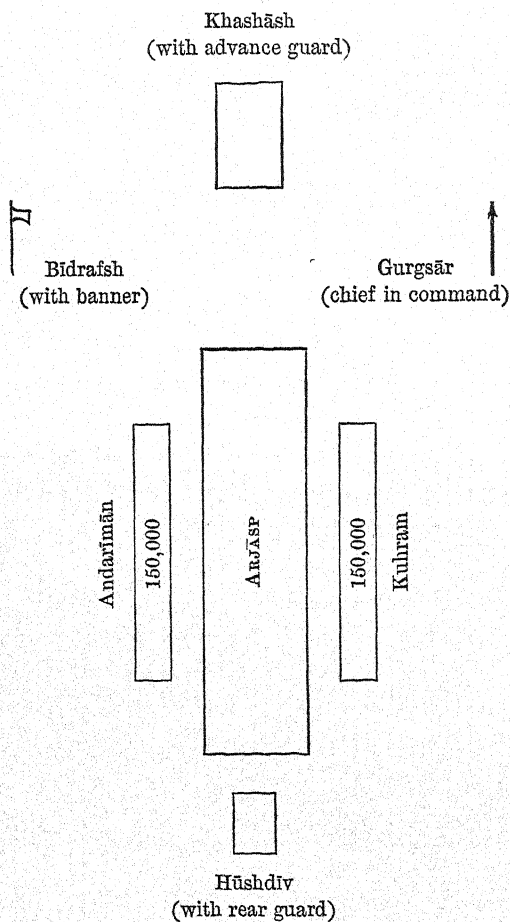 Khashāsh
(with advance guard)
Bīdrafsh
(with banner)
Gurgsār
(chief in command)
Andarīmān
150,000
ARJĀSP
150,000
Kuhram
Hūshdīv
(with rear guard)